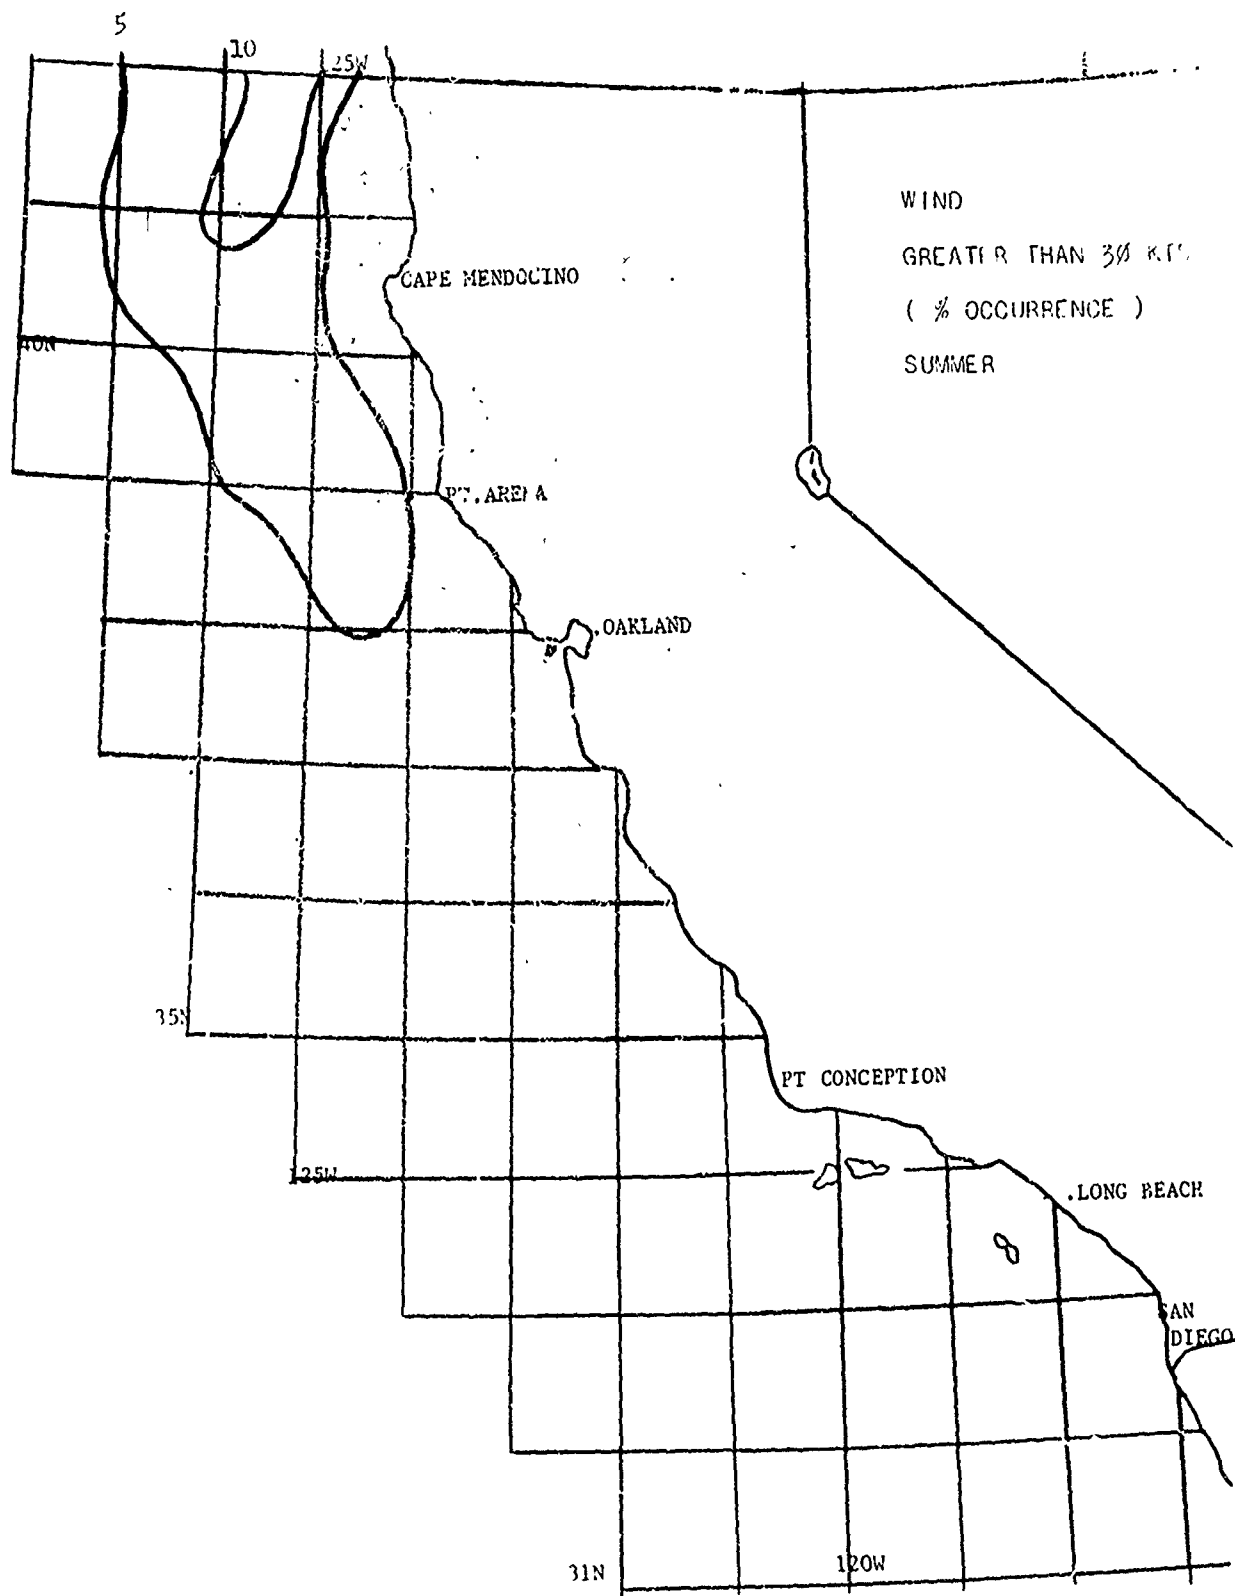 5
10
25W
WIND
GREATER THAN 30 KTS
( % OCCURRENCE )
SUMMER
CAPE MENDOCINO
40N
PT. ARENA
.OAKLAND
35N
PT CONCEPTION
125W
.LONG BEACH
SAN
DIEGO
31N
120W